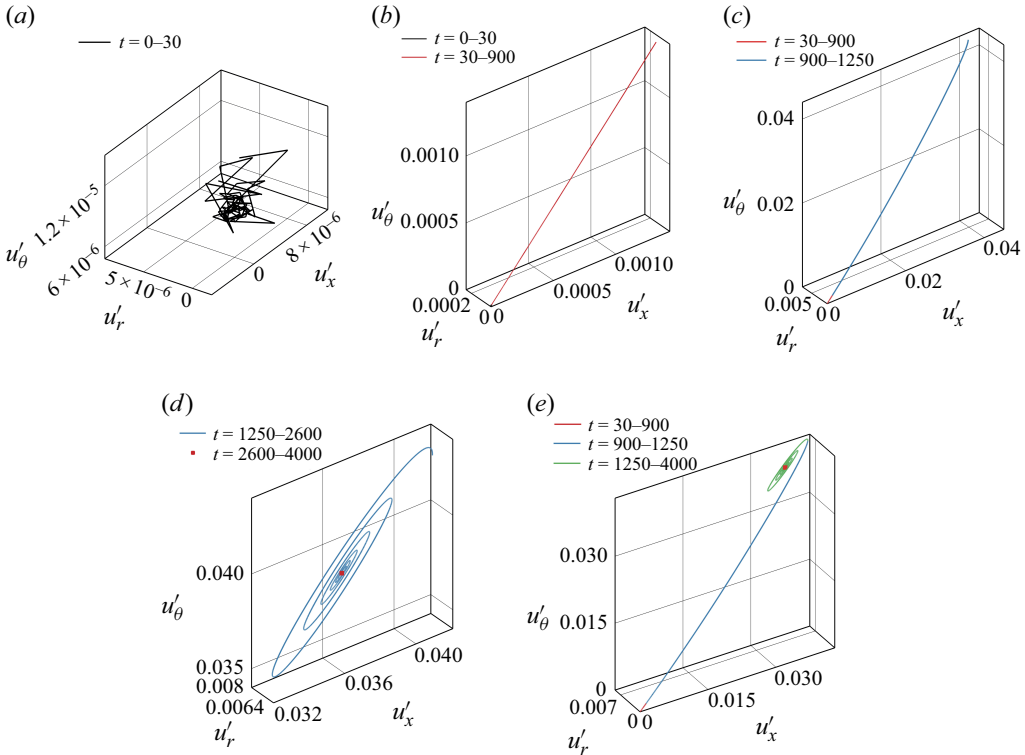 (a)
t = 0–30
1.2 × 10⁻⁵
6 × 10⁻⁶
u′θ
5 × 10⁻⁶
0
u′r
0
8 × 10⁻⁶
u′x
(b)
t = 0–30
t = 30–900
0.0010
0.0005
0
u′θ
0.0002
0
u′r
0
0.0005
0.0010
u′x
(c)
t = 30–900
t = 900–1250
0.04
0.02
0
u′θ
0.005
0
u′r
0
0.02
0.04
u′x
(d)
t = 1250–2600
t = 2600–4000
0.040
0.035
u′θ
0.008
0.0064
u′r
0.032
0.036
0.040
u′x
(e)
t = 30–900
t = 900–1250
t = 1250–4000
0.030
0.015
0
u′θ
0.007
0
u′r
0
0.015
0.030
u′x